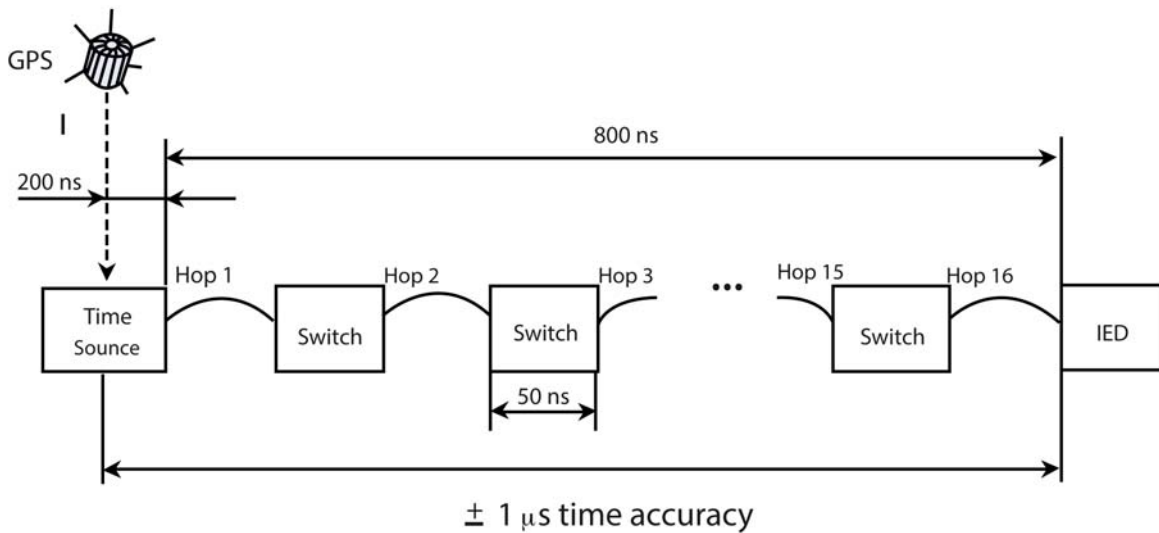 GPS
I
800 ns
200 ns
Hop 1
Hop 2
Hop 3
...
Hop 15
Hop 16
Time
Sounce
Switch
Switch
Switch
IED
50 ns
± 1 μs time accuracy